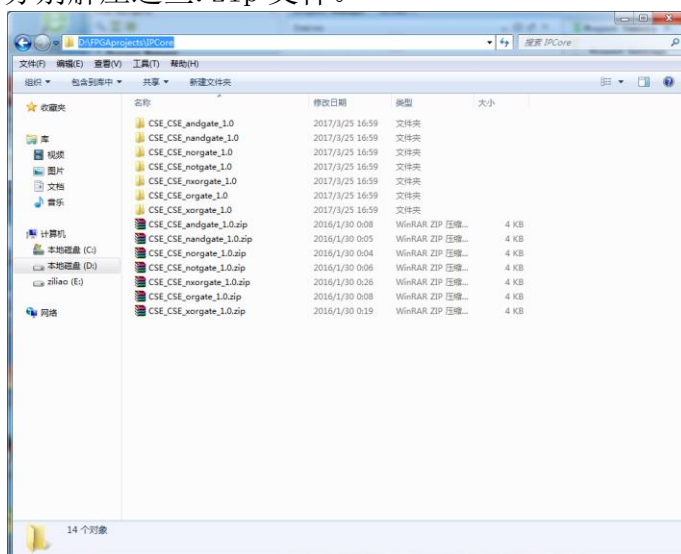 分别解压这些.zip 文件。
D:\FPGAprojects\IPCore
搜索 IPCore
文件(F) 编辑(E) 查看(V) 工具(T) 帮助(H)
组织 包含到库中 共享 新建文件夹
名称 修改日期 类型 大小
收藏夹
库
视频
图片
文档
音乐
计算机
本地磁盘 (C:)
本地磁盘 (D:)
ziliao (E:)
网络
CSE_CSE_andgate_1.0 2017/3/25 16:59 文件夹
CSE_CSE_nandgate_1.0 2017/3/25 16:59 文件夹
CSE_CSE_norgate_1.0 2017/3/25 16:59 文件夹
CSE_CSE_notgate_1.0 2017/3/25 16:59 文件夹
CSE_CSE_nxorgate_1.0 2017/3/25 16:59 文件夹
CSE_CSE_orgate_1.0 2017/3/25 16:59 文件夹
CSE_CSE_xorgate_1.0 2017/3/25 16:59 文件夹
CSE_CSE_andgate_1.0.zip 2016/1/30 0:08 WinRAR ZIP 压缩... 4 KB
CSE_CSE_nandgate_1.0.zip 2016/1/30 0:05 WinRAR ZIP 压缩... 4 KB
CSE_CSE_norgate_1.0.zip 2016/1/30 0:04 WinRAR ZIP 压缩... 4 KB
CSE_CSE_notgate_1.0.zip 2016/1/30 0:06 WinRAR ZIP 压缩... 4 KB
CSE_CSE_nxorgate_1.0.zip 2016/1/30 0:26 WinRAR ZIP 压缩... 4 KB
CSE_CSE_orgate_1.0.zip 2016/1/30 0:08 WinRAR ZIP 压缩... 4 KB
CSE_CSE_xorgate_1.0.zip 2016/1/30 0:19 WinRAR ZIP 压缩... 4 KB
14 个对象